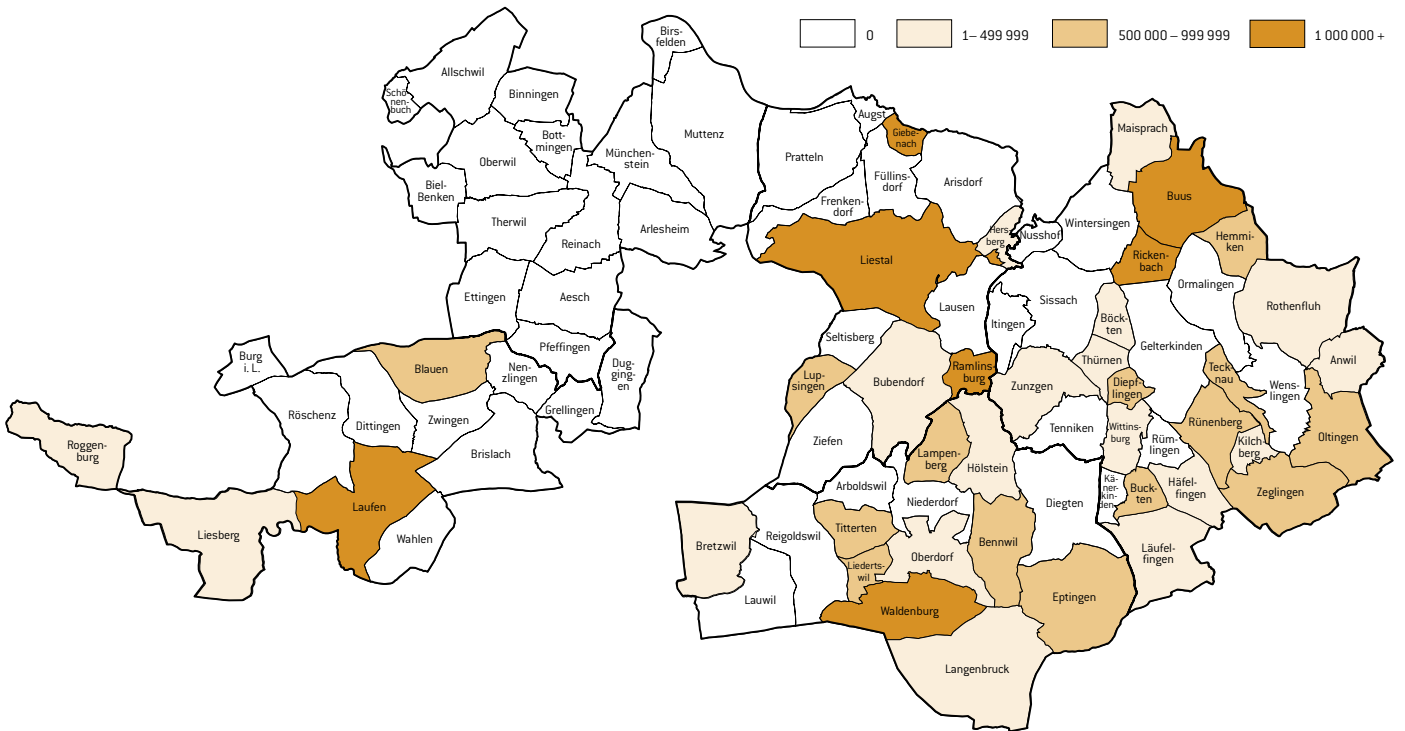 0
1– 499 999
500 000 – 999 999
1 000 000 +
Birs-
felden
Allschwil
Schö-
nen-
buch
Binningen
Augst
Maisprach
Bott-
mingen
Muttenz
Giebe-
nach
Oberwil
München-
stein
Pratteln
Füllins-
dorf
Arisdorf
Biel-
Benken
Buus
Frenken-
dorf
Therwil
Arlesheim
Wintersingen
Reinach
Hers-
berg
Nusshof
Hemmi-
ken
Liestal
Ricken-
bach
Ormalingen
Ettingen
Aesch
Lausen
Sissach
Rothenfluh
Itingen
Böck-
ten
Seltisberg
Pfeffingen
Gelterkinden
Burg
i. L.
Blauen
Nen-
zlingen
Dug-
ging-
en
Thürnen
Anwil
Lup-
singen
Bubendorf
Ramlins-
burg
Zunzgen
Diepf-
lingen
Teck-
nau
Wens-
lingen
Röschenz
Dittingen
Zwingen
Grellingen
Ziefen
Tenniken
Wittins-
burg
Rüm-
lingen
Rünenberg
Kilch-
berg
Oltingen
Roggen-
burg
Brislach
Lampen-
berg
Hölstein
Arboldswil
Niederdorf
Diegten
Kä-
ner-
kin-
den
Buck-
ten
Häfel-
fingen
Zeglingen
Laufen
Liesberg
Wahlen
Bretzwil
Reigoldswil
Titterten
Bennwil
Oberdorf
Läufel-
fingen
Liederts-
wil
Lauwil
Waldenburg
Eptingen
Langenbruck